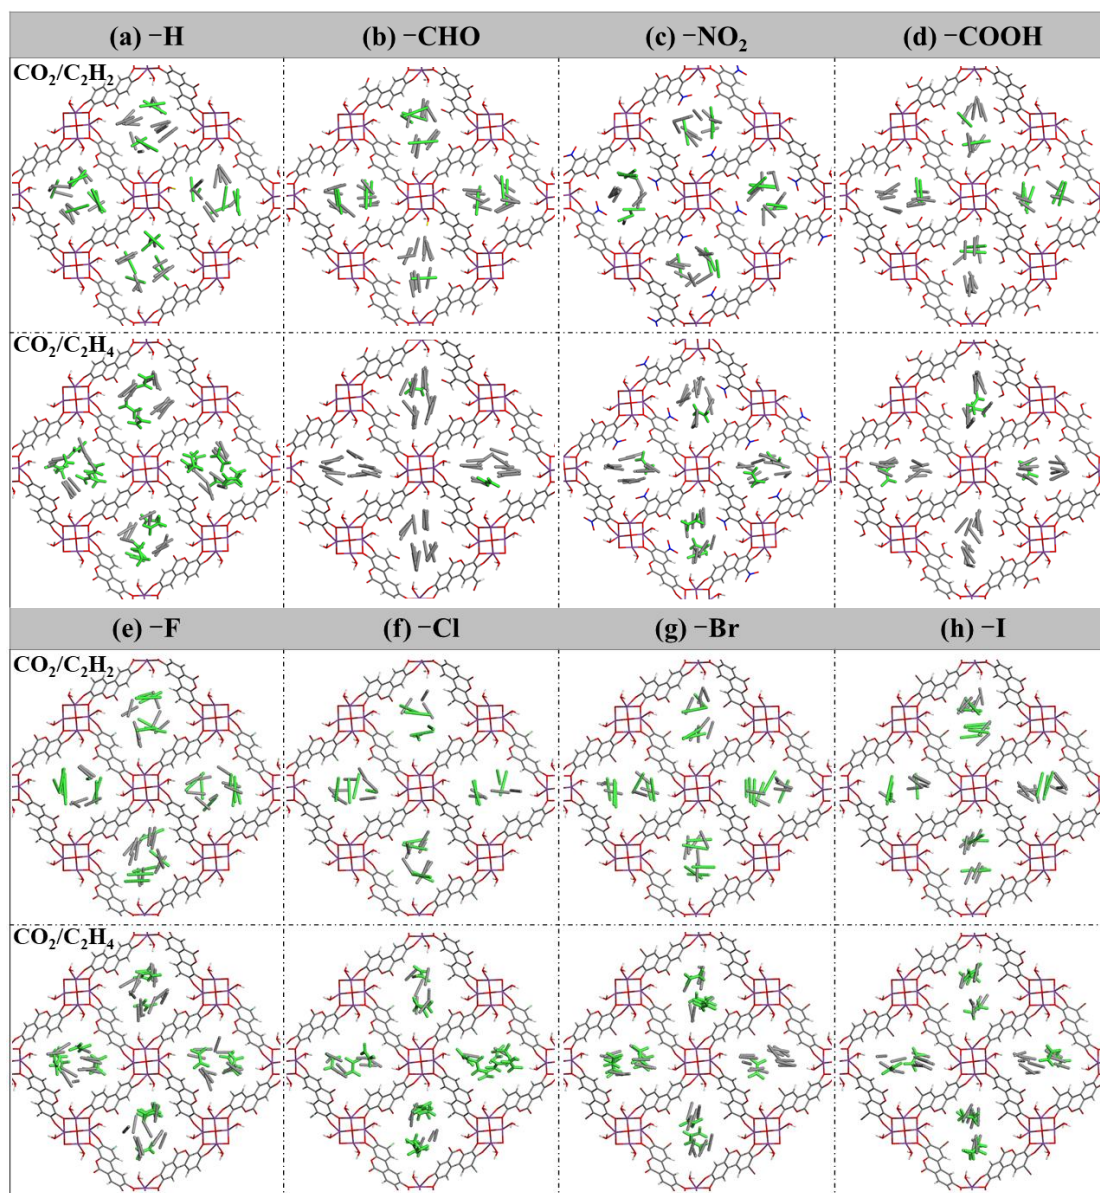 (a) −H (b) −CHO (c) −NO₂ (d) −COOH
CO₂/C₂H₂
CO₂/C₂H₄
(e) −F (f) −Cl (g) −Br (h) −I
CO₂/C₂H₂
CO₂/C₂H₄